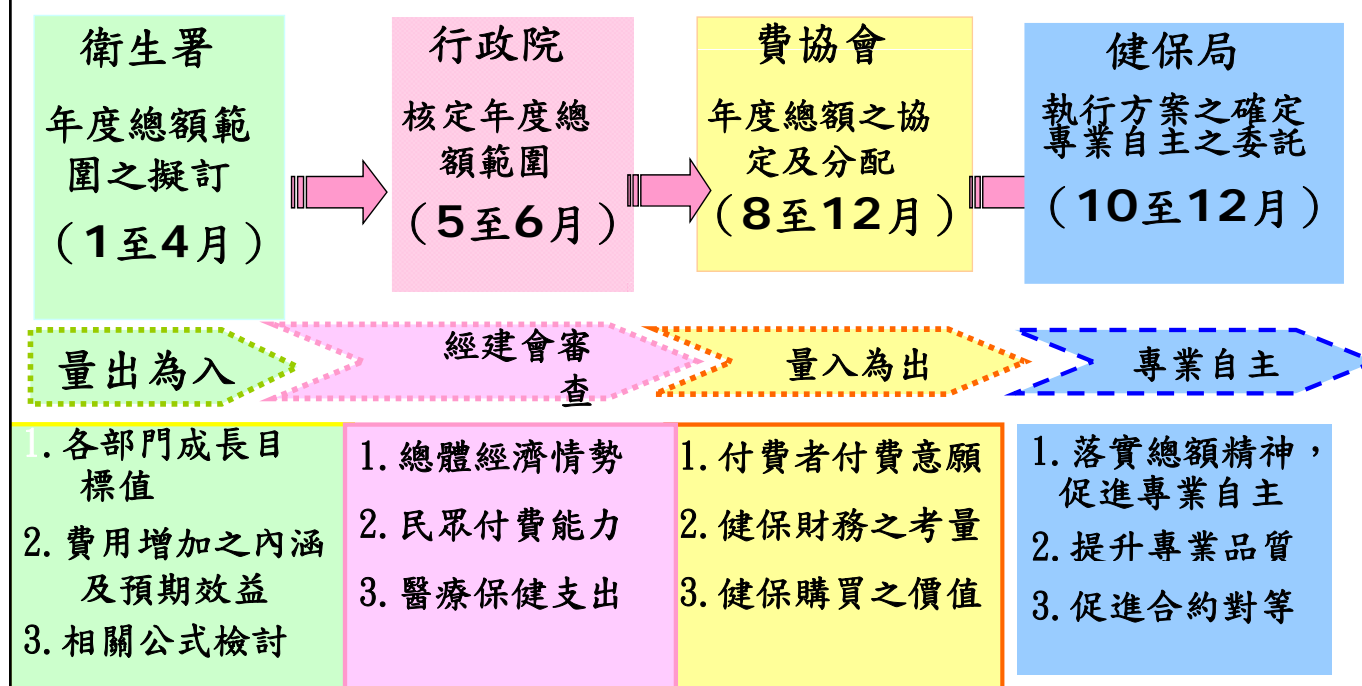 衛生署
年度總額範
圍之擬訂
（1至4月）
行政院
核定年度總
額範圍
（5至6月）
費協會
年度總額之協
定及分配
（8至12月）
健保局
執行方案之確定
專業自主之委託
（10至12月）
量出為入
經建會審
查
量入為出
專業自主
1.各部門成長目
標值
2.費用增加之內涵
及預期效益
3.相關公式檢討
1.總體經濟情勢
2.民眾付費能力
3.醫療保健支出
1.付費者付費意願
2.健保財務之考量
3.健保購買之價值
1.落實總額精神，
促進專業自主
2.提升專業品質
3.促進合約對等